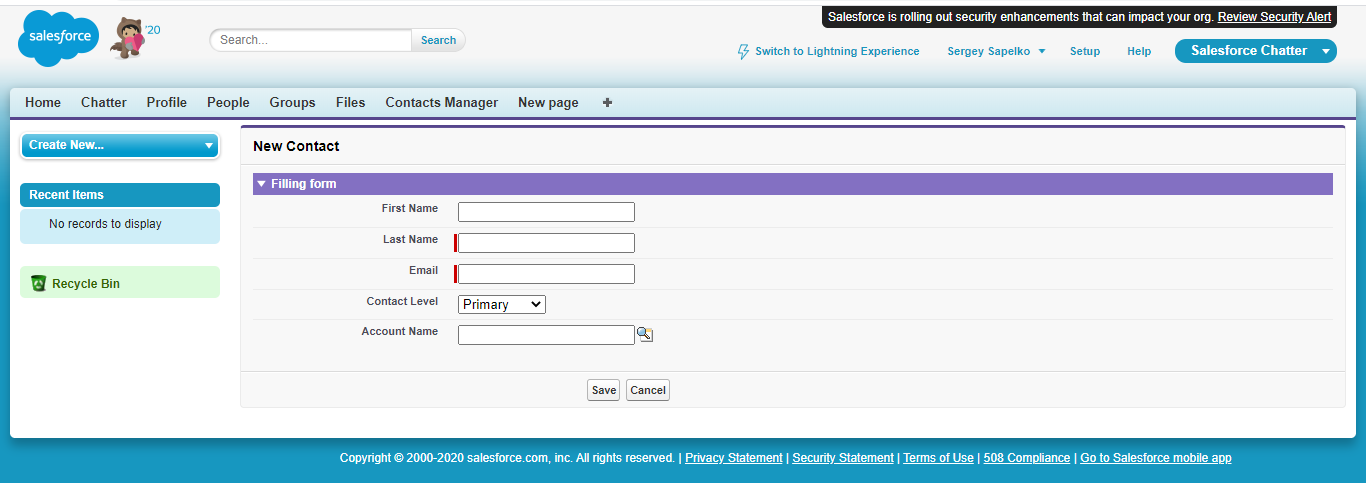 Salesforce is rolling out security enhancements that can impact your org. Review Security Alert
salesforce
'20
Search...
Search
Switch to Lightning Experience
Sergey Sapelko
Setup
Help
Salesforce Chatter
Home Chatter Profile People Groups Files Contacts Manager New page +
Create New...
Recent Items
No records to display
Recycle Bin
New Contact
Filling form
First Name
Last Name
Email
Contact Level Primary
Account Name
Save Cancel
Copyright © 2000-2020 salesforce.com, inc. All rights reserved. | Privacy Statement | Security Statement | Terms of Use | 508 Compliance | Go to Salesforce mobile app